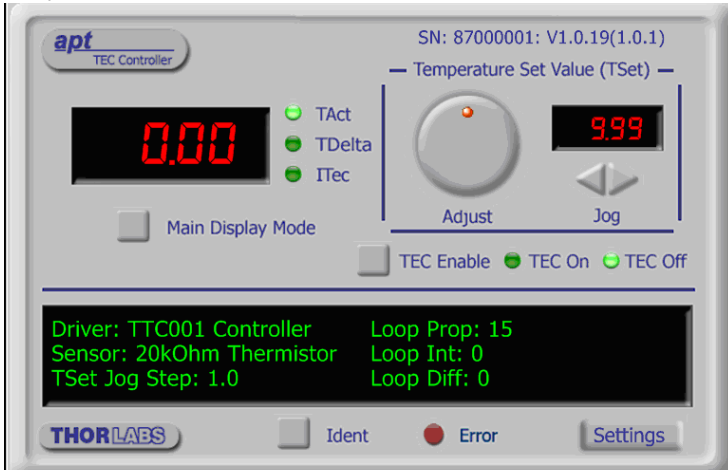 apt
TEC Controller
SN: 87000001: V1.0.19(1.0.1)
Temperature Set Value (TSet)
0.00
TAct
TDelta
ITec
9.99
Adjust
Jog
Main Display Mode
TEC Enable TEC On TEC Off
Driver: TTC001 Controller Loop Prop: 15
Sensor: 20kOhm Thermistor Loop Int: 0
TSet Jog Step: 1.0 Loop Diff: 0
THORLABS Ident Error Settings